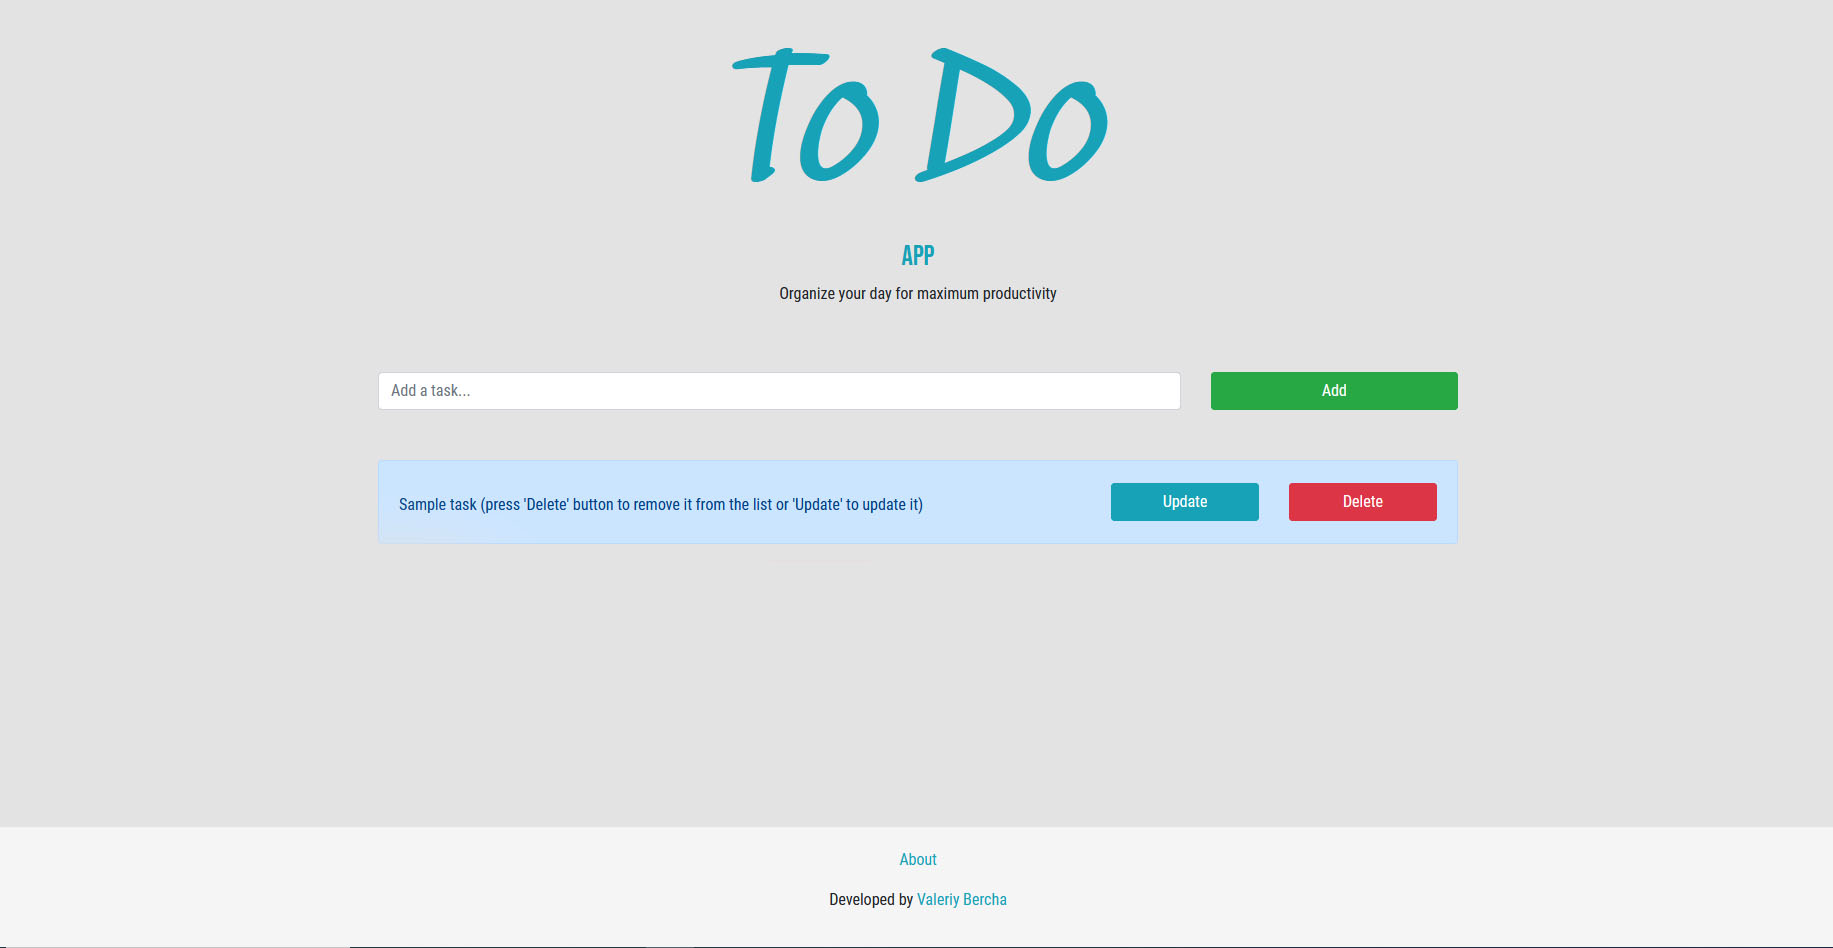 To Do
APP
Organize your day for maximum productivity
Add a task...
Add
Sample task (press 'Delete' button to remove it from the list or 'Update' to update it)
Update
Delete
About
Developed by Valeriy Bercha